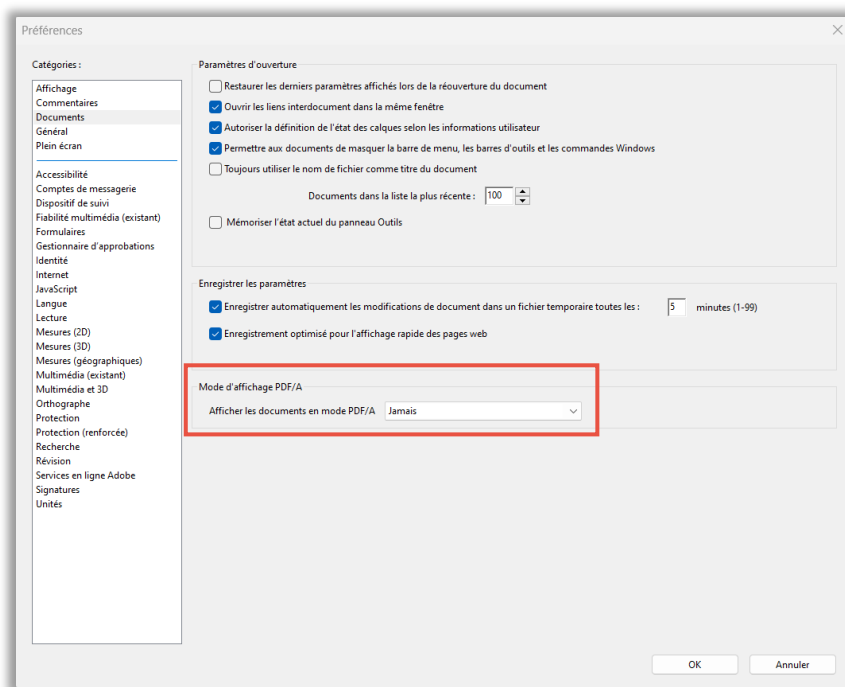 Préférences
Catégories :
Affichage
Commentaires
Documents
Général
Plein écran
Accessibilité
Comptes de messagerie
Dispositif de suivi
Fiabilité multimédia (existant)
Formulaires
Gestionnaire d'approbations
Identité
Internet
JavaScript
Langue
Lecture
Mesures (2D)
Mesures (3D)
Mesures (géographiques)
Multimédia (existant)
Multimédia et 3D
Orthographe
Protection
Protection (renforcée)
Recherche
Révision
Services en ligne Adobe
Signatures
Unités
Paramètres d'ouverture
Restaurer les derniers paramètres affichés lors de la réouverture du document
Ouvrir les liens interdocument dans la même fenêtre
Autoriser la définition de l'état des calques selon les informations utilisateur
Permettre aux documents de masquer la barre de menu, les barres d'outils et les commandes Windows
Toujours utiliser le nom de fichier comme titre du document
Documents dans la liste la plus récente : 100
Mémoriser l'état actuel du panneau Outils
Enregistrer les paramètres
Enregistrer automatiquement les modifications de document dans un fichier temporaire toutes les : 5 minutes (1-99)
Enregistrement optimisé pour l'affichage rapide des pages web
Mode d'affichage PDF/A
Afficher les documents en mode PDF/A Jamais
OK Annuler